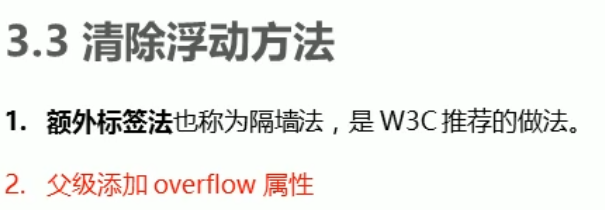 3.3 清除浮动方法
1. 额外标签法也称为隔墙法，是 W3C 推荐的做法。
2. 父级添加 overflow 属性